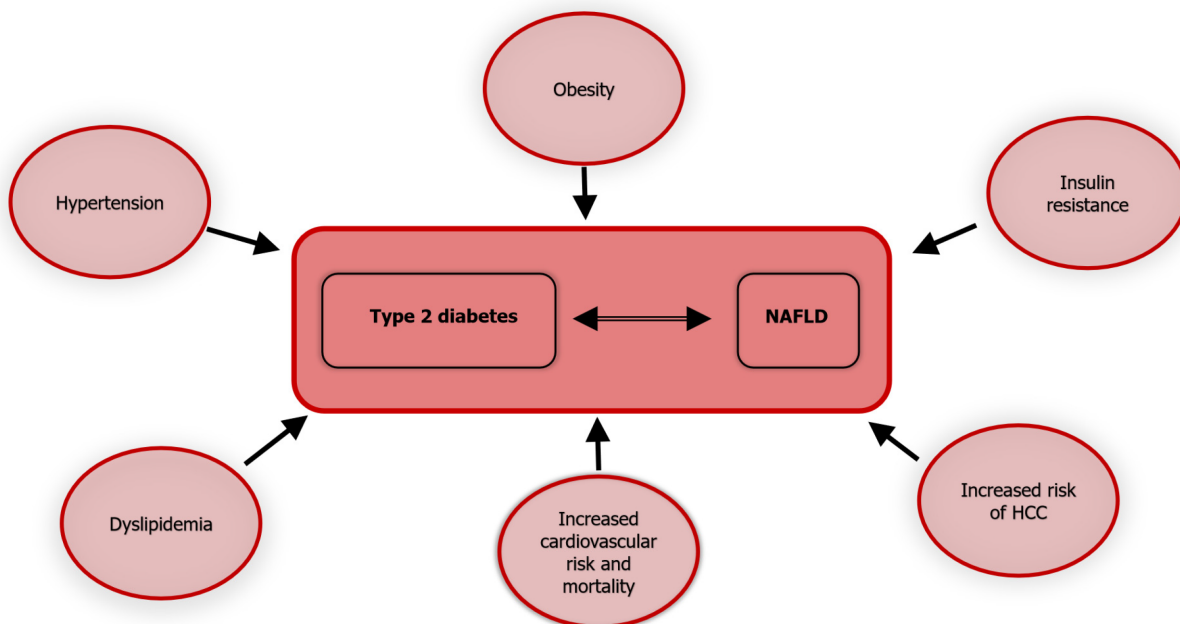 Obesity
Hypertension
Insulin
resistance
Type 2 diabetes
NAFLD
Dyslipidemia
Increased
cardiovascular
risk and
mortality
Increased risk
of HCC